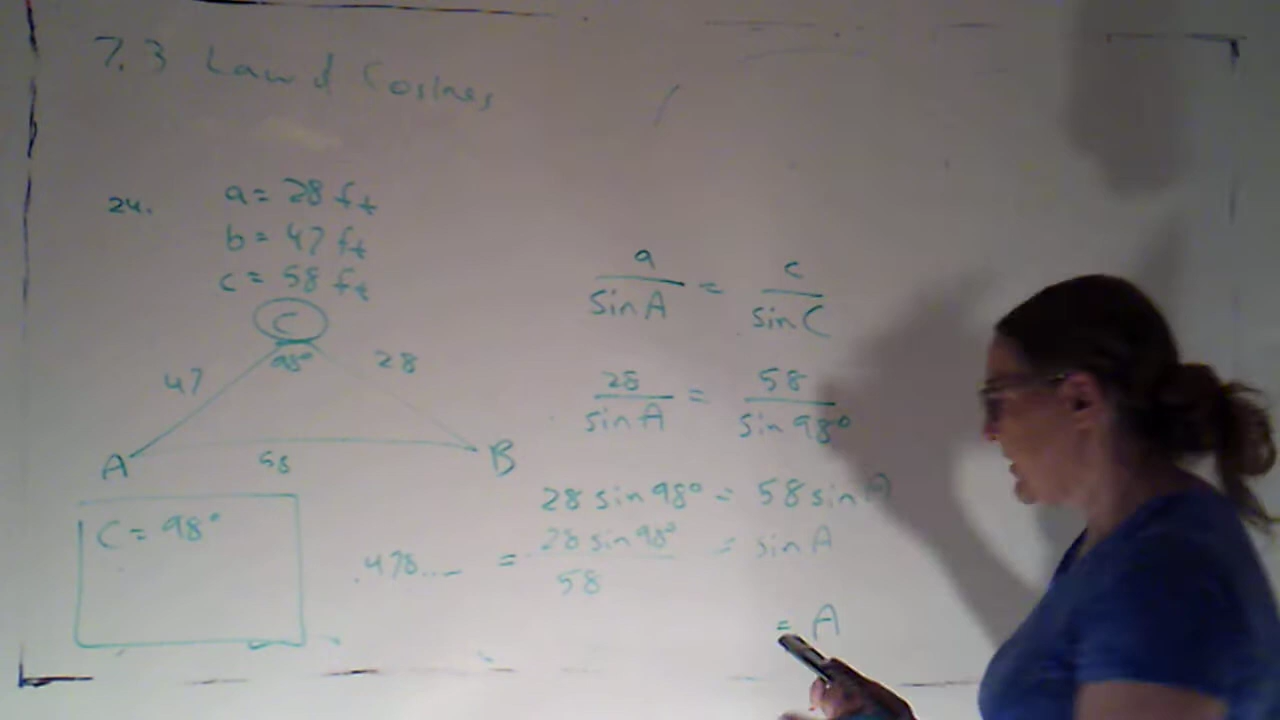 7.3 Law of Cosines
24.
a = 28 ft
b = 47 ft
c = 58 ft
C
98°
47
28
A
58
B
C = 98°
a / sin A = c / sin C
28 / sin A = 58 / sin 98°
28 sin 98° = 58 sin A
.478... = 28 sin 98° / 58 = sin A
= A